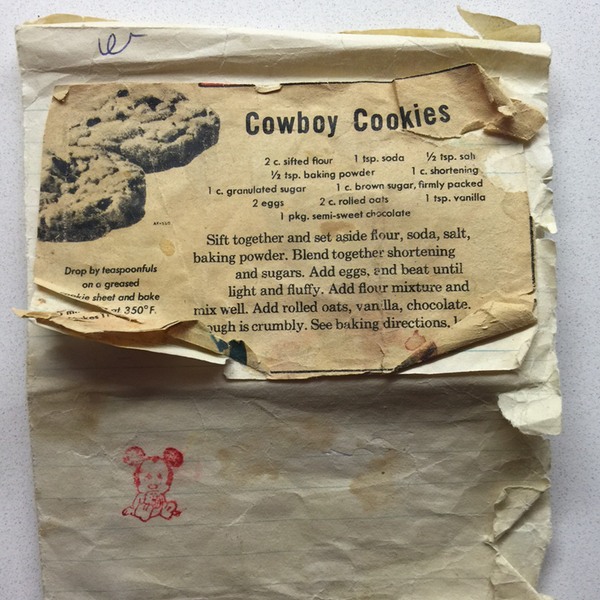 Cowboy Cookies
2 c. sifted flour 1 tsp. soda ½ tsp. salt
½ tsp. baking powder 1 c. shortening
1 c. granulated sugar 1 c. brown sugar, firmly packed
2 eggs 2 c. rolled oats 1 tsp. vanilla
1 pkg. semi-sweet chocolate
Sift together and set aside flour, soda, salt,
baking powder. Blend together shortening
and sugars. Add eggs, and beat until
light and fluffy. Add flour mixture and
mix well. Add rolled oats, vanilla, chocolate.
is crumbly. See baking directions,
Drop by teaspoonfuls
on a greased
sheet and bake
at 350°F.